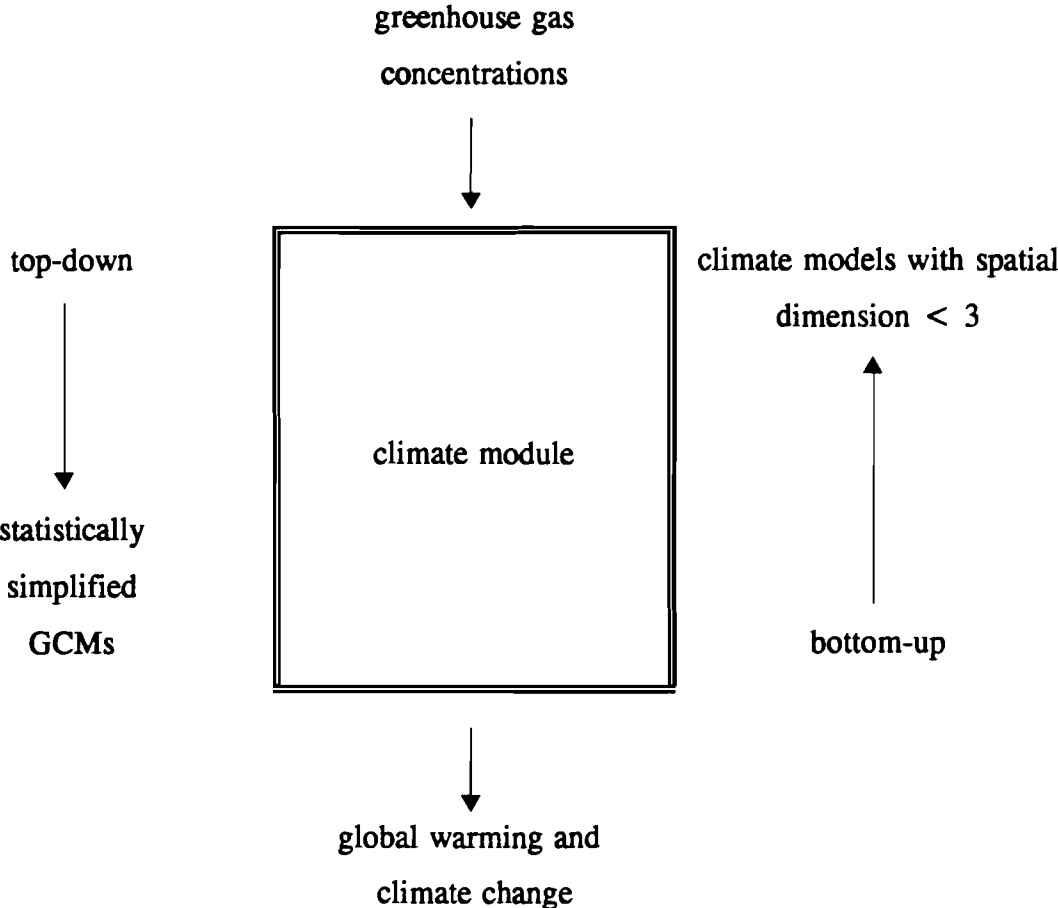 greenhouse gas
concentrations
top-down
climate models with spatial
dimension < 3
climate module
statistically
simplified
GCMs
bottom-up
global warming and
climate change